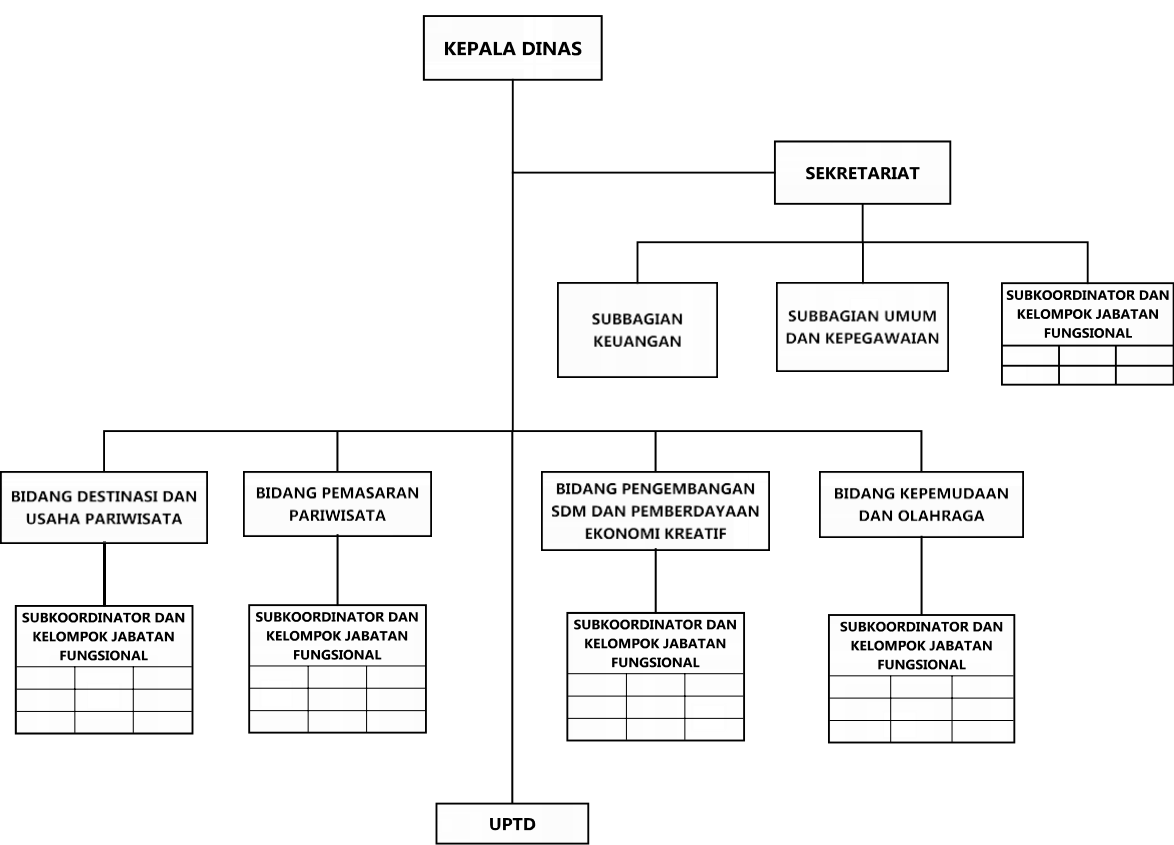 KEPALA DINAS
SEKRETARIAT
SUBBAGIAN
KEUANGAN
SUBBAGIAN UMUM
DAN KEPEGAWAIAN
SUBKOORDINATOR DAN
KELOMPOK JABATAN
FUNGSIONAL
BIDANG DESTINASI DAN
USAHA PARIWISATA
BIDANG PEMASARAN
PARIWISATA
BIDANG PENGEMBANGAN
SDM DAN PEMBERDAYAAN
EKONOMI KREATIF
BIDANG KEPEMUDAAN
DAN OLAHRAGA
SUBKOORDINATOR DAN
KELOMPOK JABATAN
FUNGSIONAL
SUBKOORDINATOR DAN
KELOMPOK JABATAN
FUNGSIONAL
SUBKOORDINATOR DAN
KELOMPOK JABATAN
FUNGSIONAL
SUBKOORDINATOR DAN
KELOMPOK JABATAN
FUNGSIONAL
UPTD